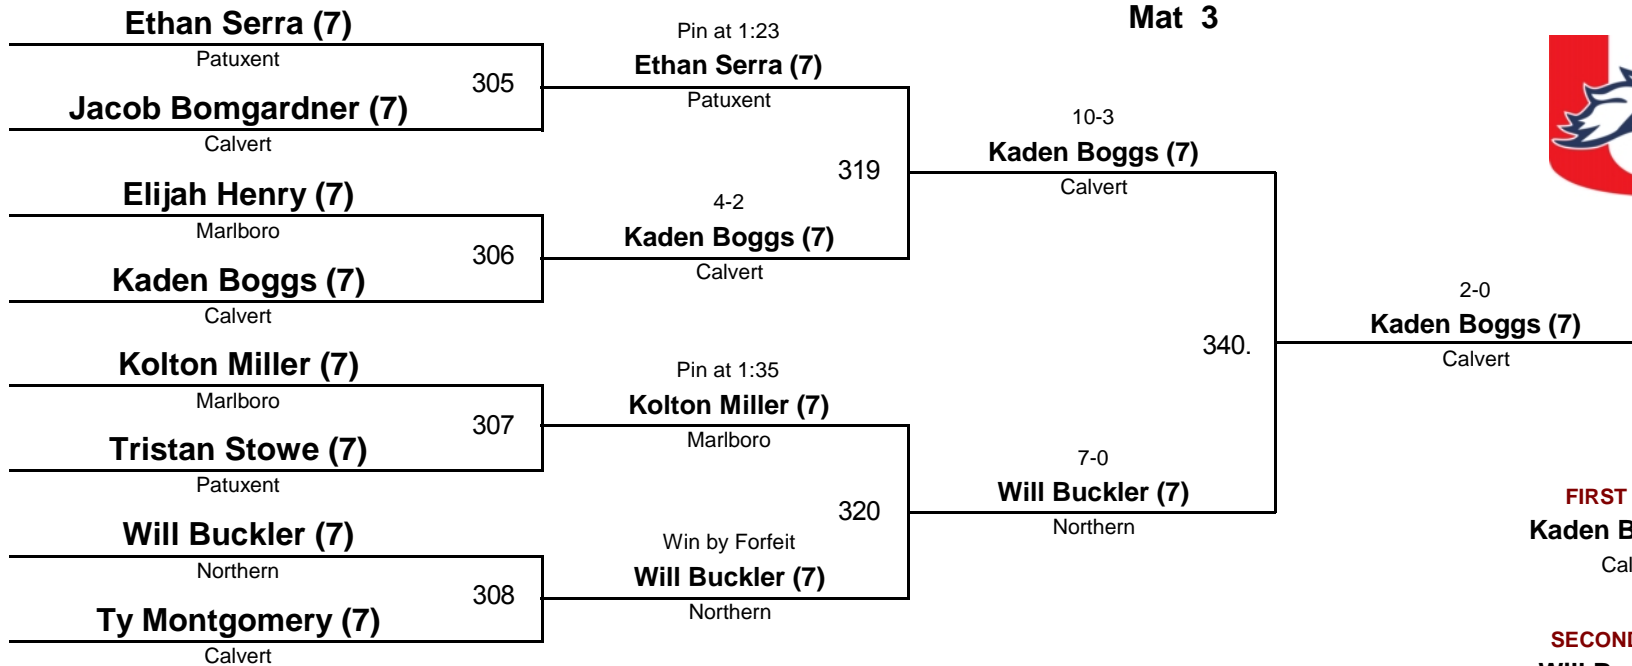 Mat 3
Ethan Serra (7)
Patuxent
305
Jacob Bomgardner (7)
Calvert
Elijah Henry (7)
Marlboro
306
Kaden Boggs (7)
Calvert
Kolton Miller (7)
Marlboro
307
Tristan Stowe (7)
Patuxent
Will Buckler (7)
Northern
308
Ty Montgomery (7)
Calvert
Pin at 1:23
Ethan Serra (7)
Patuxent
319
4-2
Kaden Boggs (7)
Calvert
Pin at 1:35
Kolton Miller (7)
Marlboro
320
Win by Forfeit
Will Buckler (7)
Northern
10-3
Kaden Boggs (7)
Calvert
340.
7-0
Will Buckler (7)
Northern
2-0
Kaden Boggs (7)
Calvert
FIRST
Kaden B
Cal
SECOND